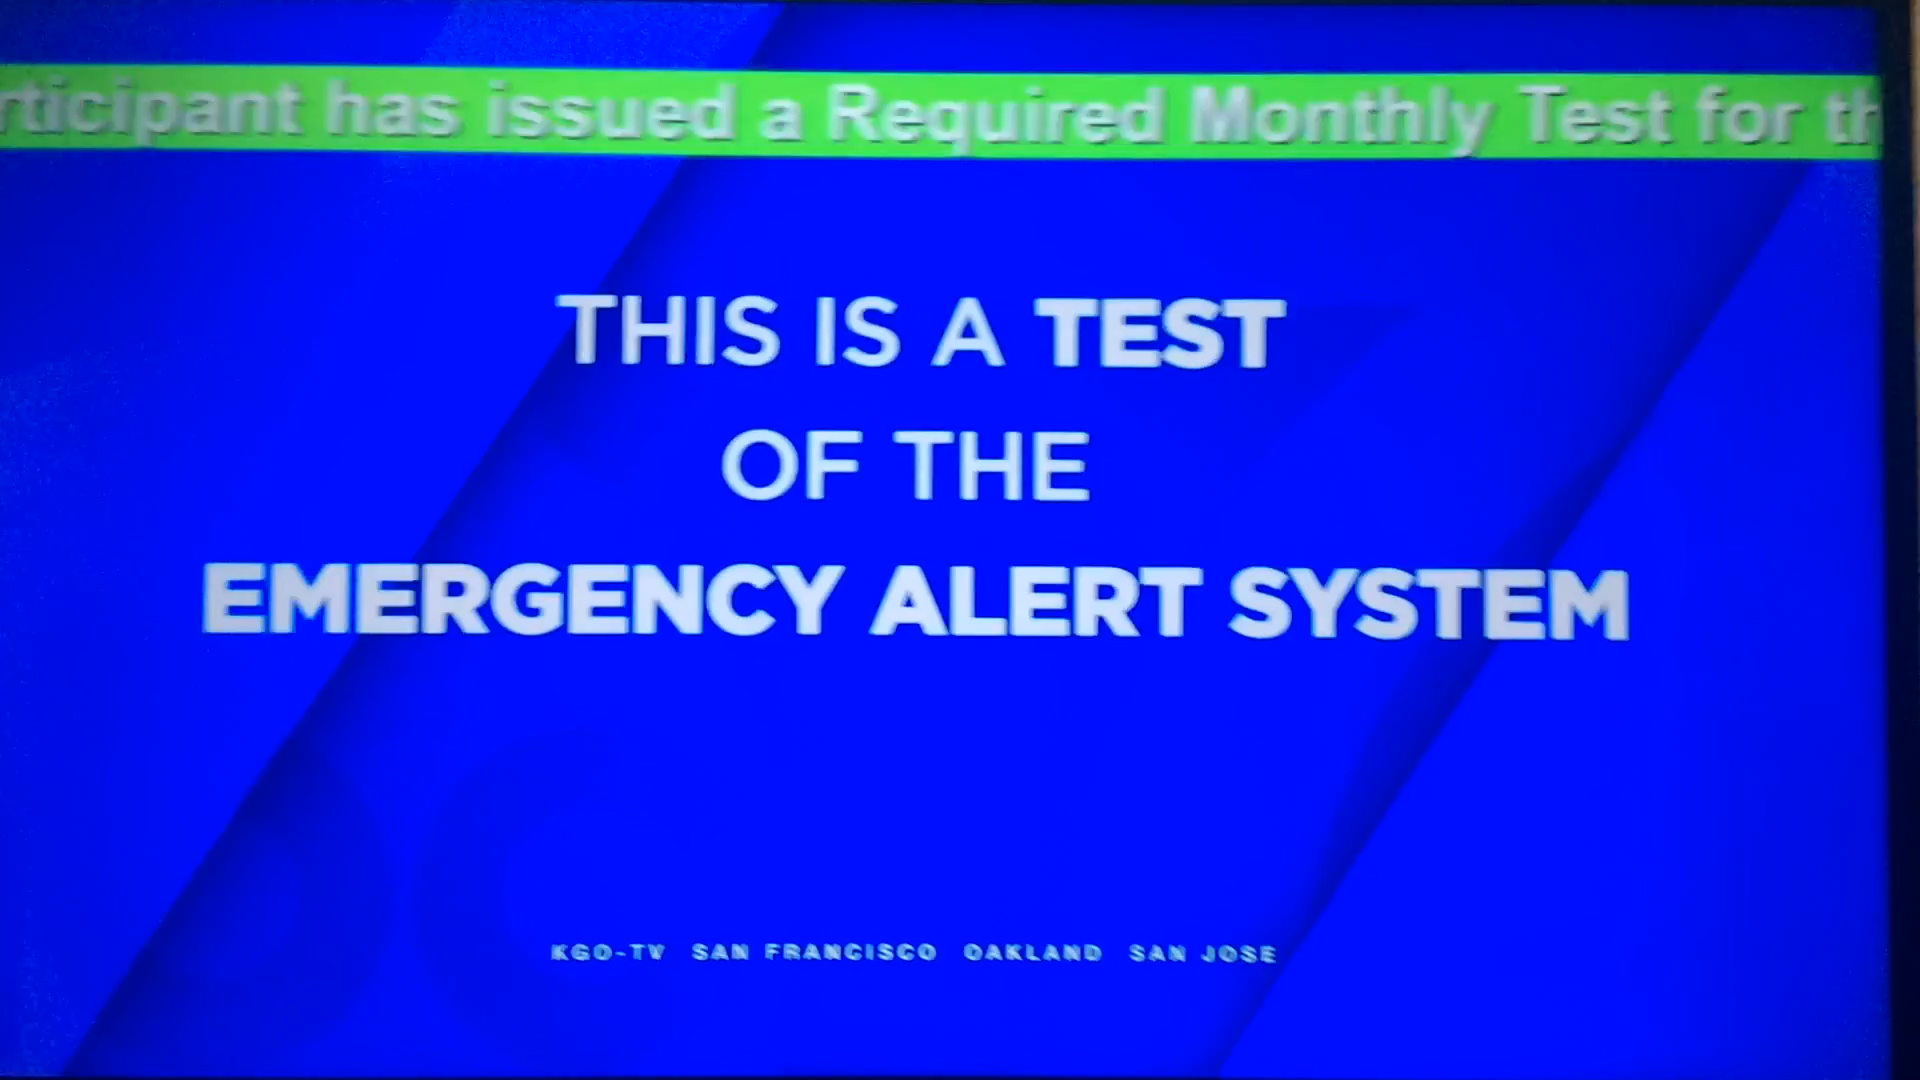 rticipant has issued a Required Monthly Test for th
THIS IS A TEST
OF THE
EMERGENCY ALERT SYSTEM
KGO-TV SAN FRANCISCO OAKLAND SAN JOSE